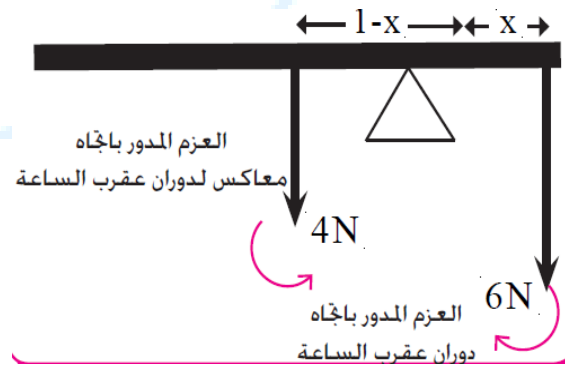 1-x x
العزم المدور باتجاه
معاكس لدوران عقرب الساعة
4N
6N
العزم المدور باتجاه
دوران عقرب الساعة